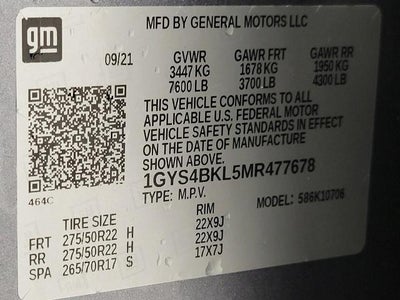 gm
MFD BY GENERAL MOTORS LLC
09/21 GVWR GAWR FRT GAWR RR
3447 KG 1678 KG 1950 KG
7600 LB 3700 LB 4300 LB
THIS VEHICLE CONFORMS TO ALL
APPLICABLE U.S. FEDERAL MOTOR
VEHICLE SAFETY STANDARDS IN EFFECT
ON THE DATE OF MANUFACTURE
SHOWN ABOVE.
464C
1GYS4BKL5MR477678
TYPE: M.P.V. MODEL: 586K10706
TIRE SIZE RIM
FRT 275/50R22 H 22X9J
RR 275/50R22 H 22X9J
SPA 265/70R17 S 17X7J